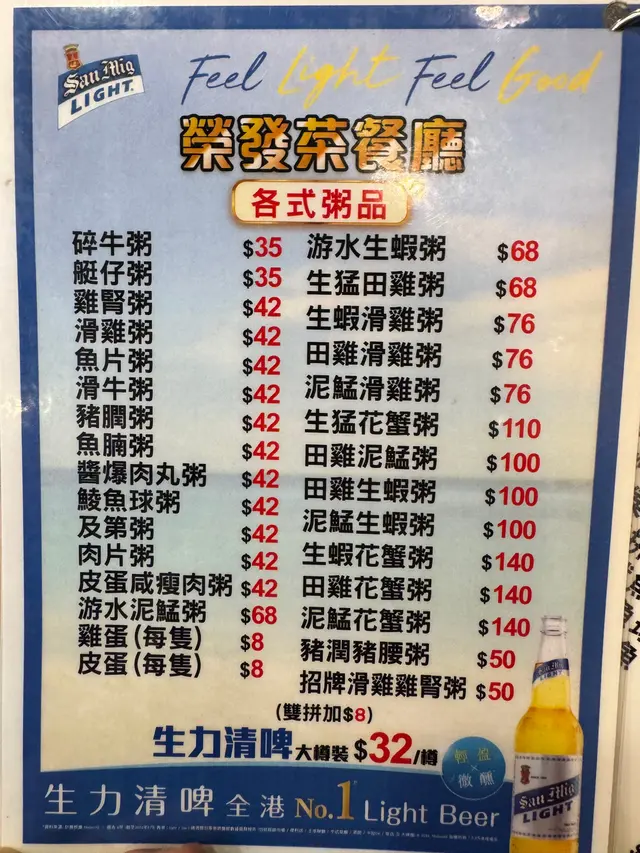 San Mig
LIGHT
Feel Light Feel Good
榮發茶餐廳
各式粥品
碎牛粥 $35
艇仔粥 $35
雞腎粥 $42
滑雞粥 $42
魚片粥 $42
滑牛粥 $42
豬膶粥 $42
魚腩粥 $42
醬爆肉丸粥 $42
鯪魚球粥 $42
及第粥 $42
肉片粥 $42
皮蛋咸瘦肉粥 $42
游水泥鯭粥 $68
雞蛋(每隻) $8
皮蛋(每隻) $8
游水生蝦粥 $68
生猛田雞粥 $68
生蝦滑雞粥 $76
田雞滑雞粥 $76
泥鯭滑雞粥 $76
生猛花蟹粥 $110
田雞泥鯭粥 $100
田雞生蝦粥 $100
泥鯭生蝦粥 $100
生蝦花蟹粥 $140
田雞花蟹粥 $140
泥鯭花蟹粥 $140
豬潤豬腰粥 $50
招牌滑雞雞腎粥 $50
(雙拼加$8)
生力清啤 大樽裝 $32/樽
輕盈
微醺
San Mig
LIGHT
生力清啤 全港 No.1 Light Beer